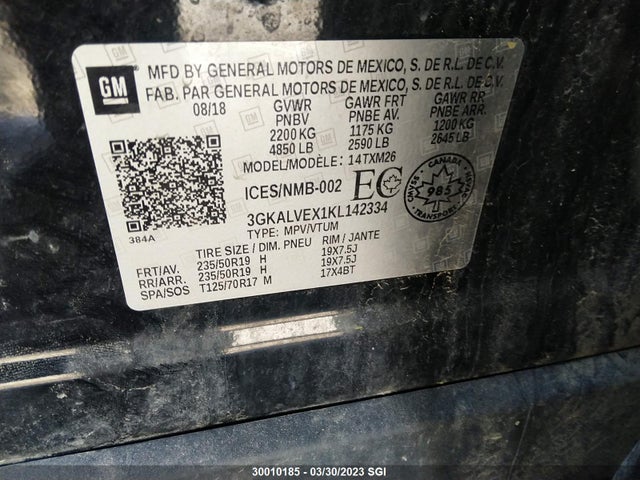 GM
MFD BY GENERAL MOTORS DE MEXICO, S. DE R.L. DE C.V.
FAB. PAR GENERAL MOTORS DE MEXICO, S. DE R.L. DE C.V.
08/18 GVWR GAWR FRT GAWR RR
PNBV PNBE AV. PNBE ARR.
2200 KG 1175 KG 1200 KG
4850 LB 2590 LB 2645 LB
MODEL/MODÈLE: 14TXM26
ICES/NMB-002 EC
CANADA
985
TRANSPORT
3GKALVEX1KL142334
384A
TYPE: MPV/VTUM
TIRE SIZE / DIM. PNEU RIM / JANTE
FRT/AV. 235/50R19 H 19X7.5J
RR/ARR. 235/50R19 H 19X7.5J
SPA/SOS T125/70R17 M 17X4BT
30010185 — 03/30/2023 SGI